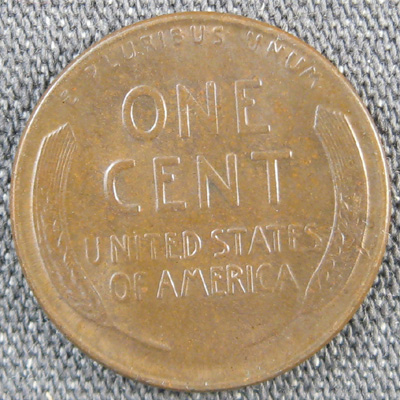 E PLURIBUS UNUM
ONE
CENT
UNITED STATES
OF AMERICA